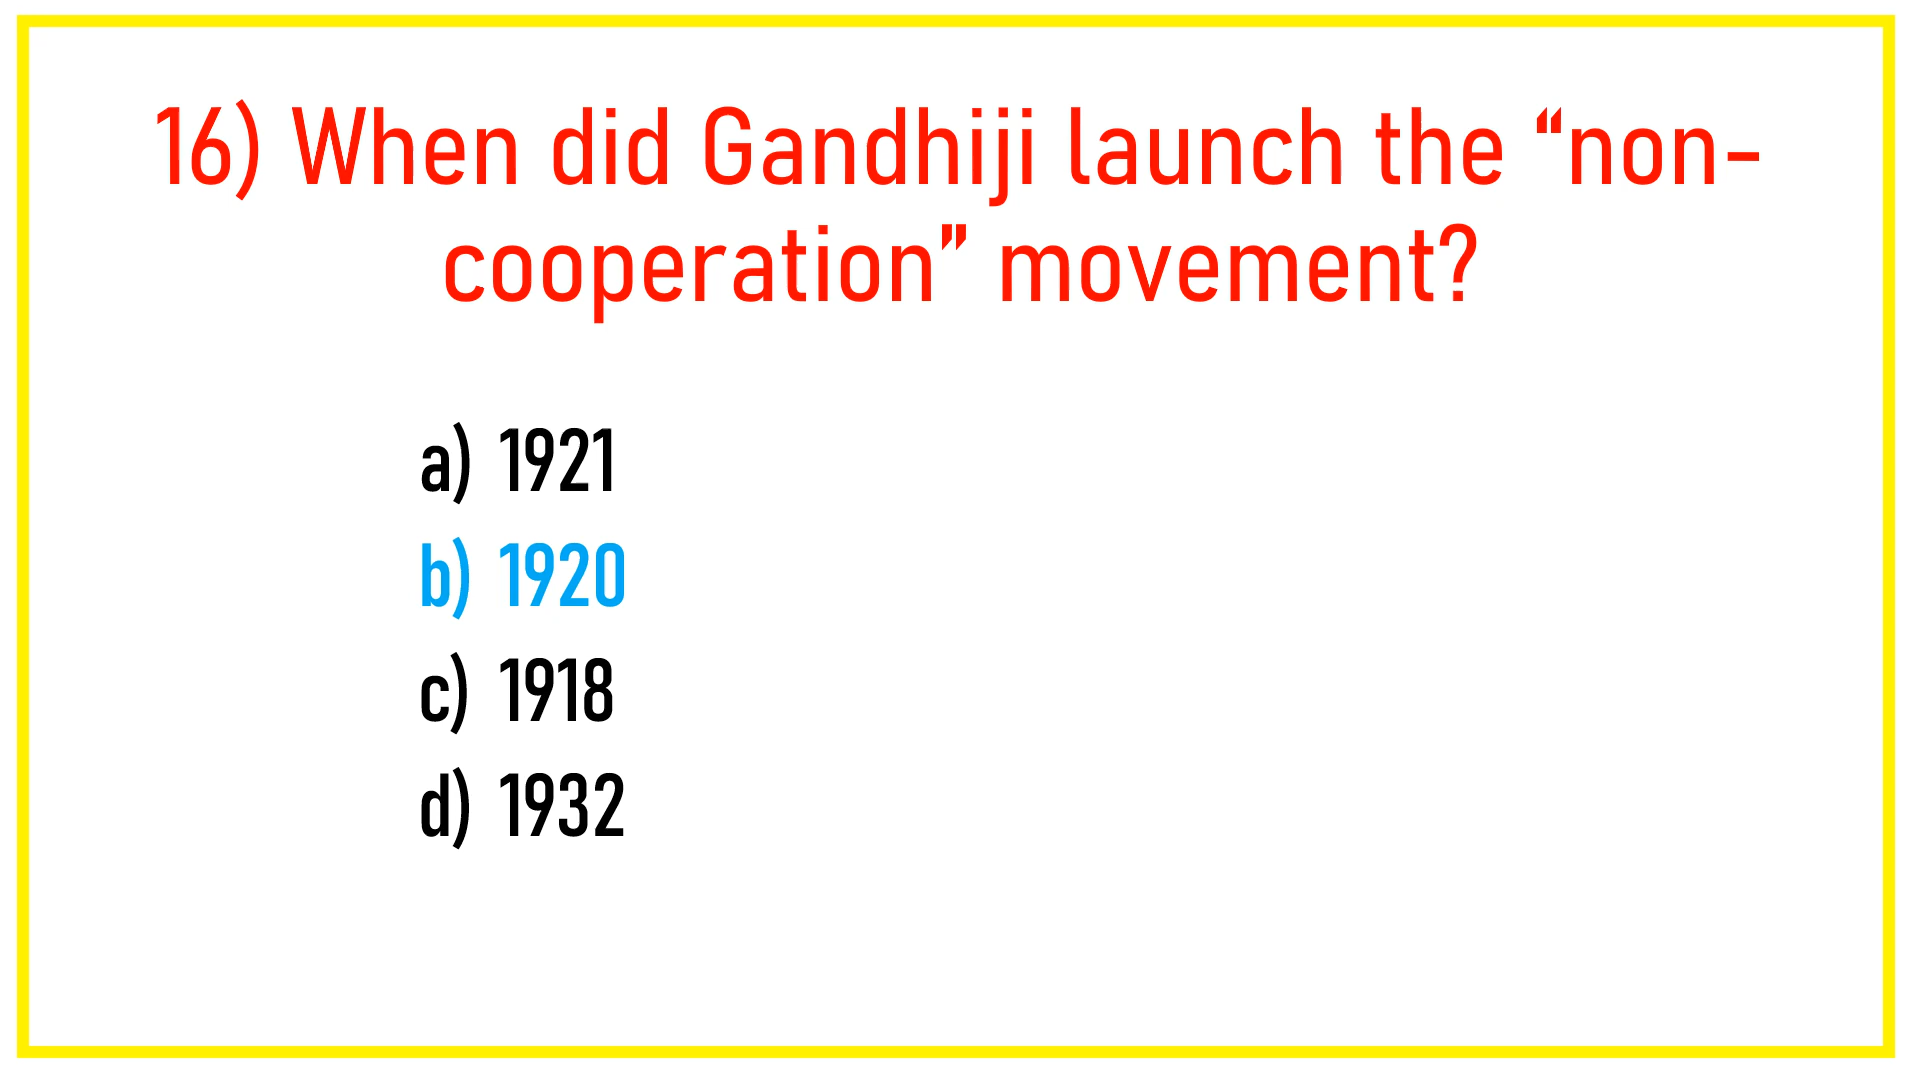 16) When did Gandhiji launch the “non-
cooperation” movement?
a) 1921
b) 1920
c) 1918
d) 1932